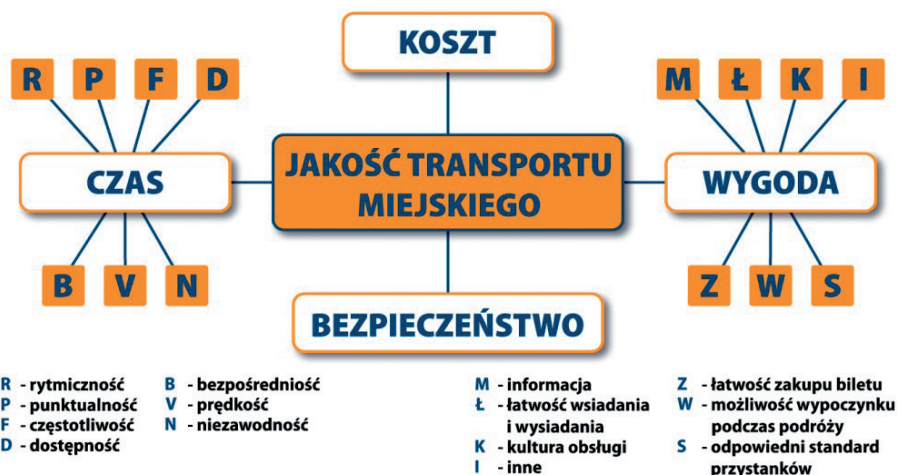 KOSZT
R P F D
M Ł K I
CZAS
JAKOŚĆ TRANSPORTU
MIEJSKIEGO
WYGODA
B V N
Z W S
BEZPIECZEŃSTWO
R - rytmiczność
P - punktualność
F - częstotliwość
D - dostępność
B - bezpośredniość
V - prędkość
N - niezawodność
M - informacja
Ł - łatwość wsiadania
i wysiadania
K - kultura obsługi
I - inne
Z - łatwość zakupu biletu
W - możliwość wypoczynku
podczas podróży
S - odpowiedni standard
przystanków